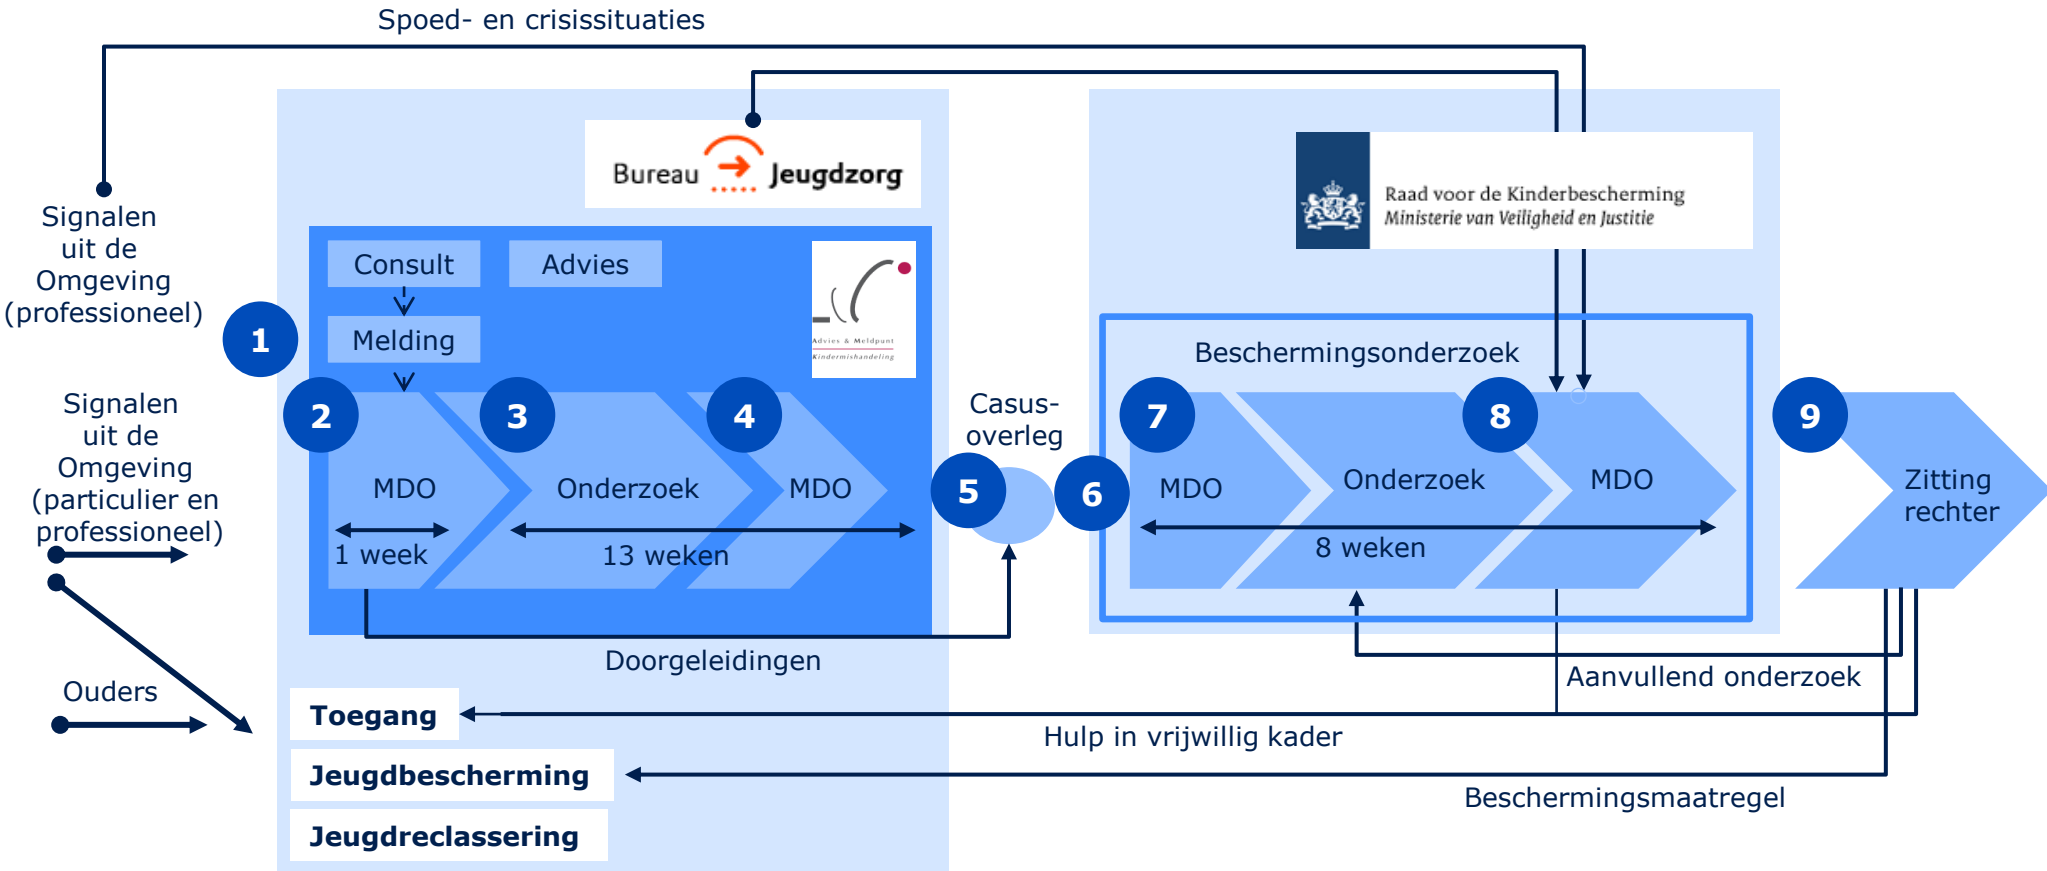 Spoed- en crisissituaties
Bureau Jeugdzorg
Raad voor de Kinderbescherming
Ministerie van Veiligheid en Justitie
Signalen
uit de
Omgeving
(professioneel)
Consult
Advies
Melding
Advies & Meldpunt
Kindermishandeling
1
Signalen
uit de
Omgeving
(particulier en
professioneel)
2
3
4
MDO
Onderzoek
MDO
1 week
13 weken
Casus-
overleg
5
6
Beschermingsonderzoek
7
8
MDO
Onderzoek
MDO
8 weken
9
Zitting
rechter
Doorgeleidingen
Aanvullend onderzoek
Ouders
Toegang
Hulp in vrijwillig kader
Jeugdbescherming
Beschermingsmaatregel
Jeugdreclassering